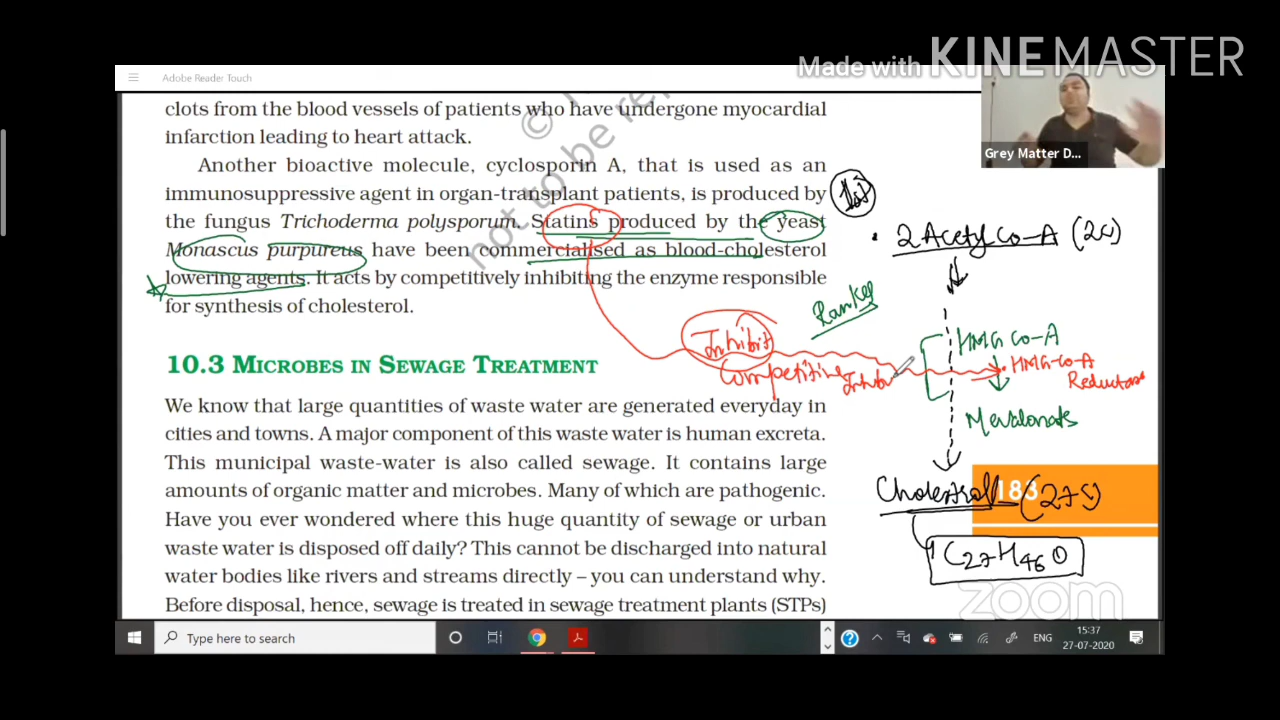 Made with KINEMASTER
Adobe Reader Touch
clots from the blood vessels of patients who have undergone myocardial
infarction leading to heart attack.
Another bioactive molecule, cyclosporin A, that is used as an
immunosuppressive agent in organ-transplant patients, is produced by
the fungus Trichoderma polysporum. Statins produced by the yeast
Monascus purpureus have been commercialised as blood-cholesterol
lowering agents. It acts by competitively inhibiting the enzyme responsible
for synthesis of cholesterol.
10.3 MICROBES IN SEWAGE TREATMENT
We know that large quantities of waste water are generated everyday in
cities and towns. A major component of this waste water is human excreta.
This municipal waste-water is also called sewage. It contains large
amounts of organic matter and microbes. Many of which are pathogenic.
Have you ever wondered where this huge quantity of sewage or urban
waste water is disposed off daily? This cannot be discharged into natural
water bodies like rivers and streams directly – you can understand why.
Before disposal, hence, sewage is treated in sewage treatment plants (STPs)
© not to be re
Grey Matter D...
2 Acetyl Co-A (2C)
HMG CO-A
HMG-CO-A
Inhibit
Competitive
Mevalonate
183
(27C)
C27H46O
zoom
Type here to search
ENG
15:37
27-07-2020